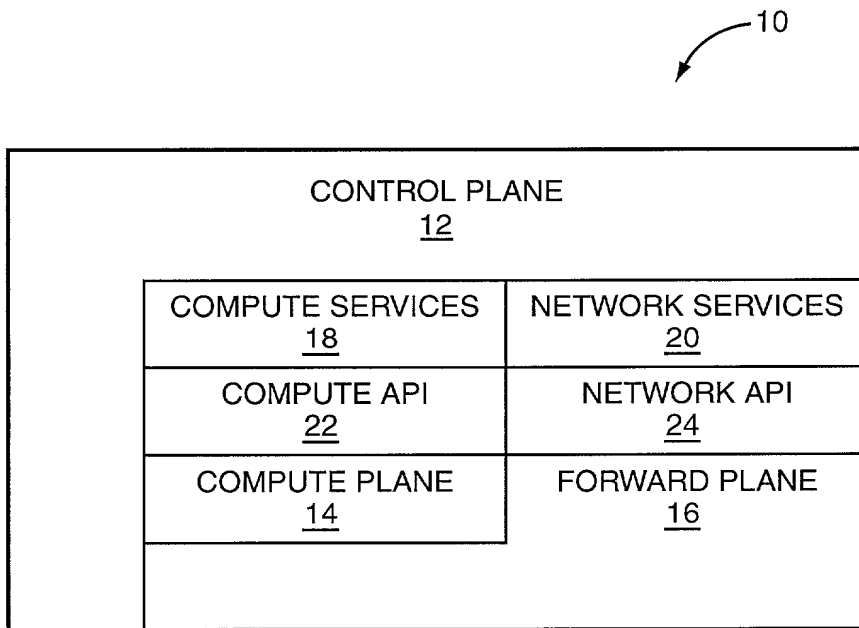 10
CONTROL PLANE
12
COMPUTE SERVICES
18
NETWORK SERVICES
20
COMPUTE API
22
NETWORK API
24
COMPUTE PLANE
14
FORWARD PLANE
16